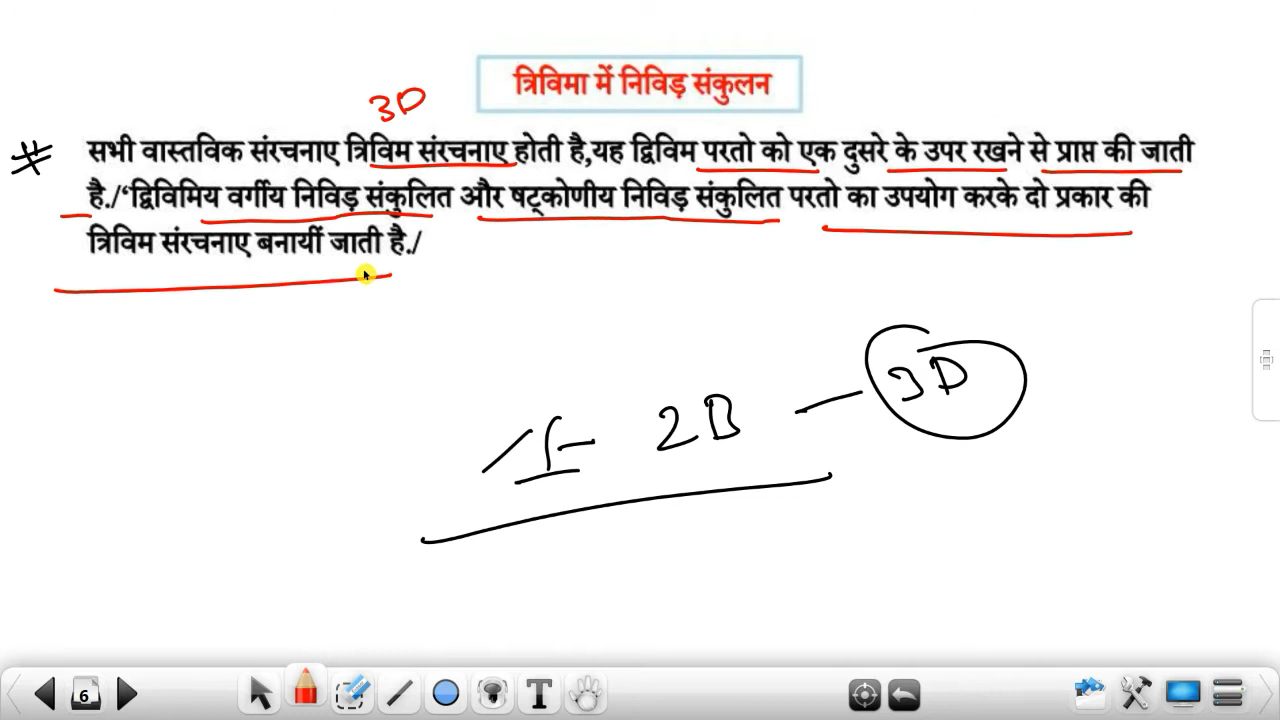 त्रिविमा में निविड़ संकुलन
3D
सभी वास्तविक संरचनाए त्रिविम संरचनाए होती है,यह द्विविम परतो को एक दुसरे के उपर रखने से प्राप्त की जाती
है./‘द्विविमिय वर्गीय निविड़ संकुलित और षट्कोणीय निविड़ संकुलित परतो का उपयोग करके दो प्रकार की
त्रिविम संरचनाए बनायीं जाती है./
3D
6
T